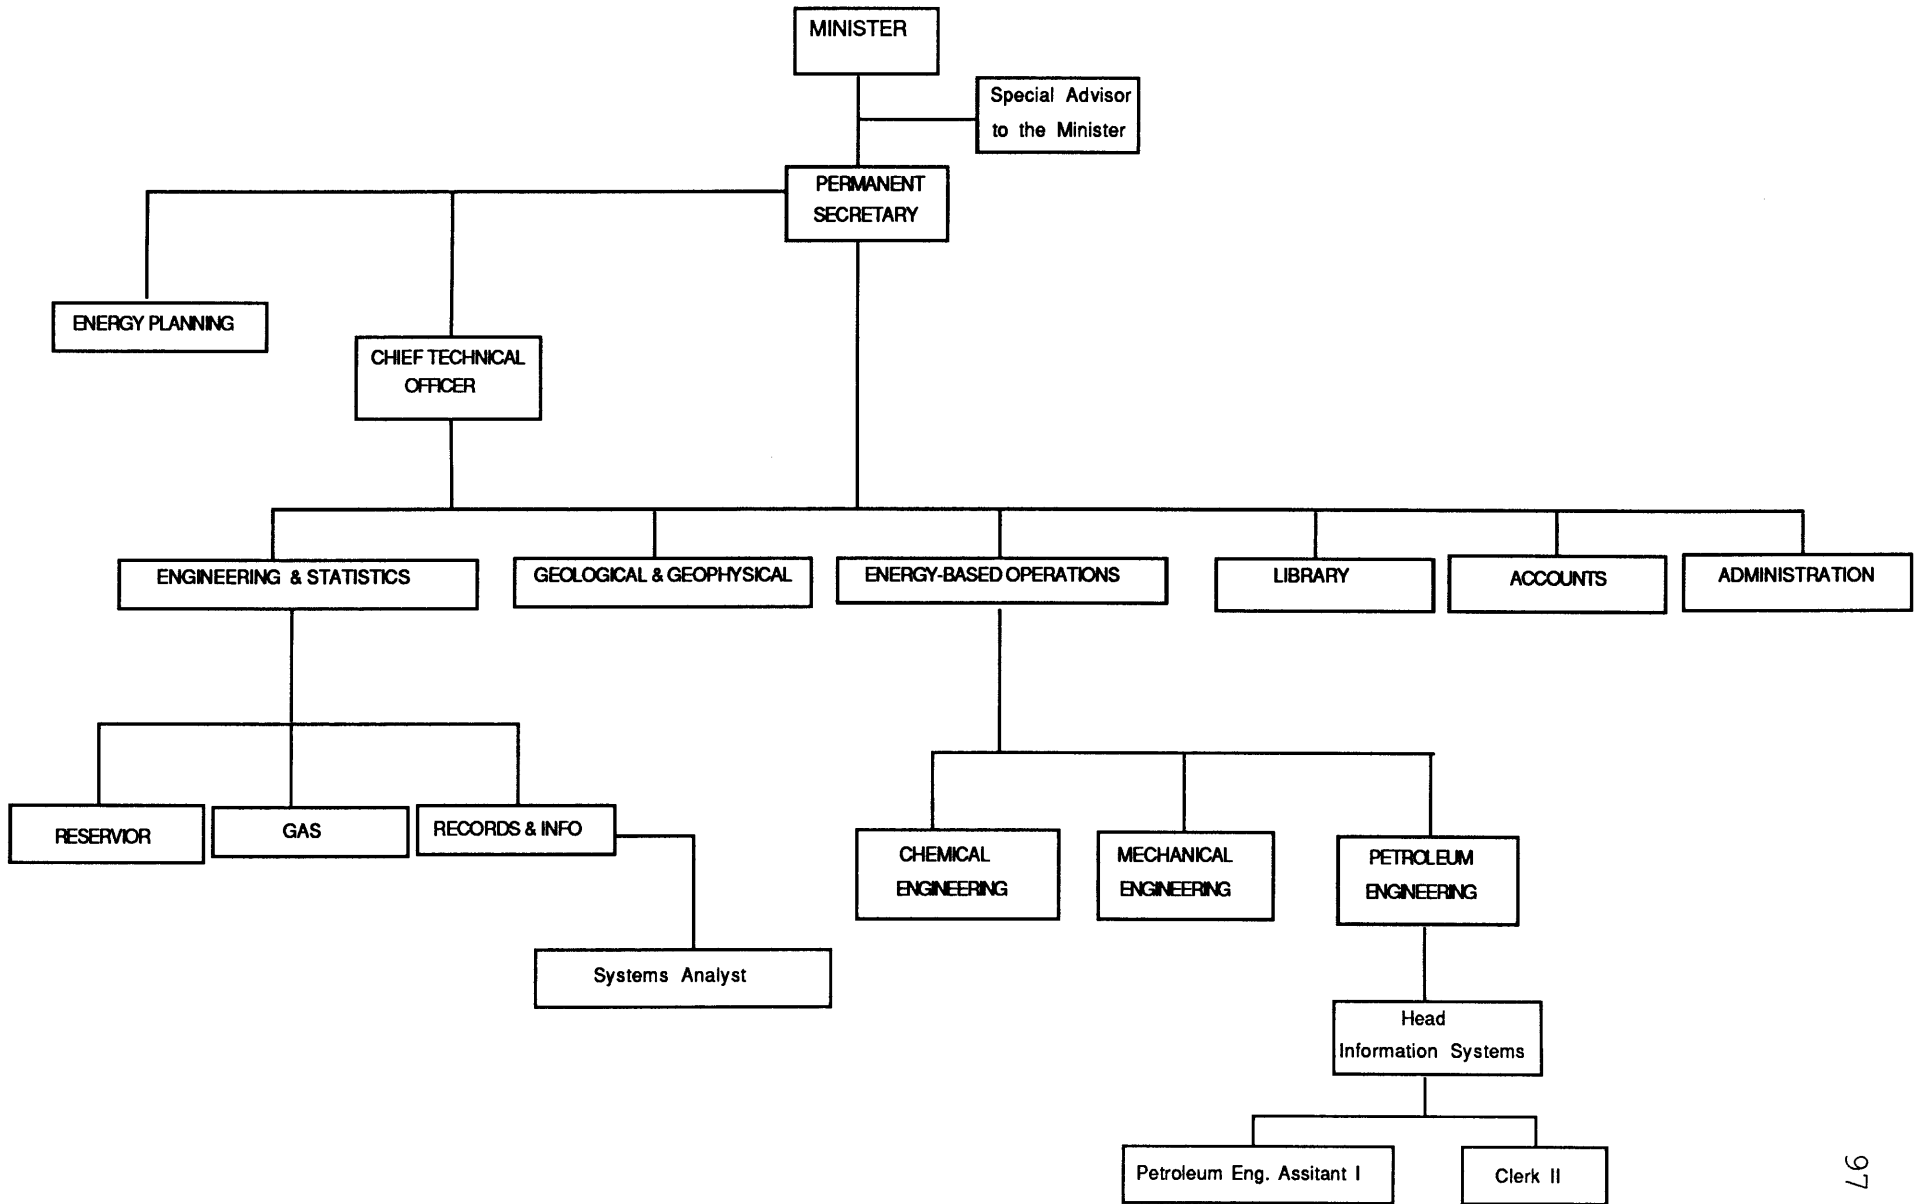 MINISTER
Special Advisor
to the Minister
PERMANENT
SECRETARY
ENERGY PLANNING
CHIEF TECHNICAL
OFFICER
ENGINEERING & STATISTICS
GEOLOGICAL & GEOPHYSICAL
ENERGY-BASED OPERATIONS
LIBRARY
ACCOUNTS
ADMINISTRATION
RESERVIOR
GAS
RECORDS & INFO
CHEMICAL
ENGINEERING
MECHANICAL
ENGINEERING
PETROLEUM
ENGINEERING
Systems Analyst
Head
Information Systems
Petroleum Eng. Assitant I
Clerk II
97